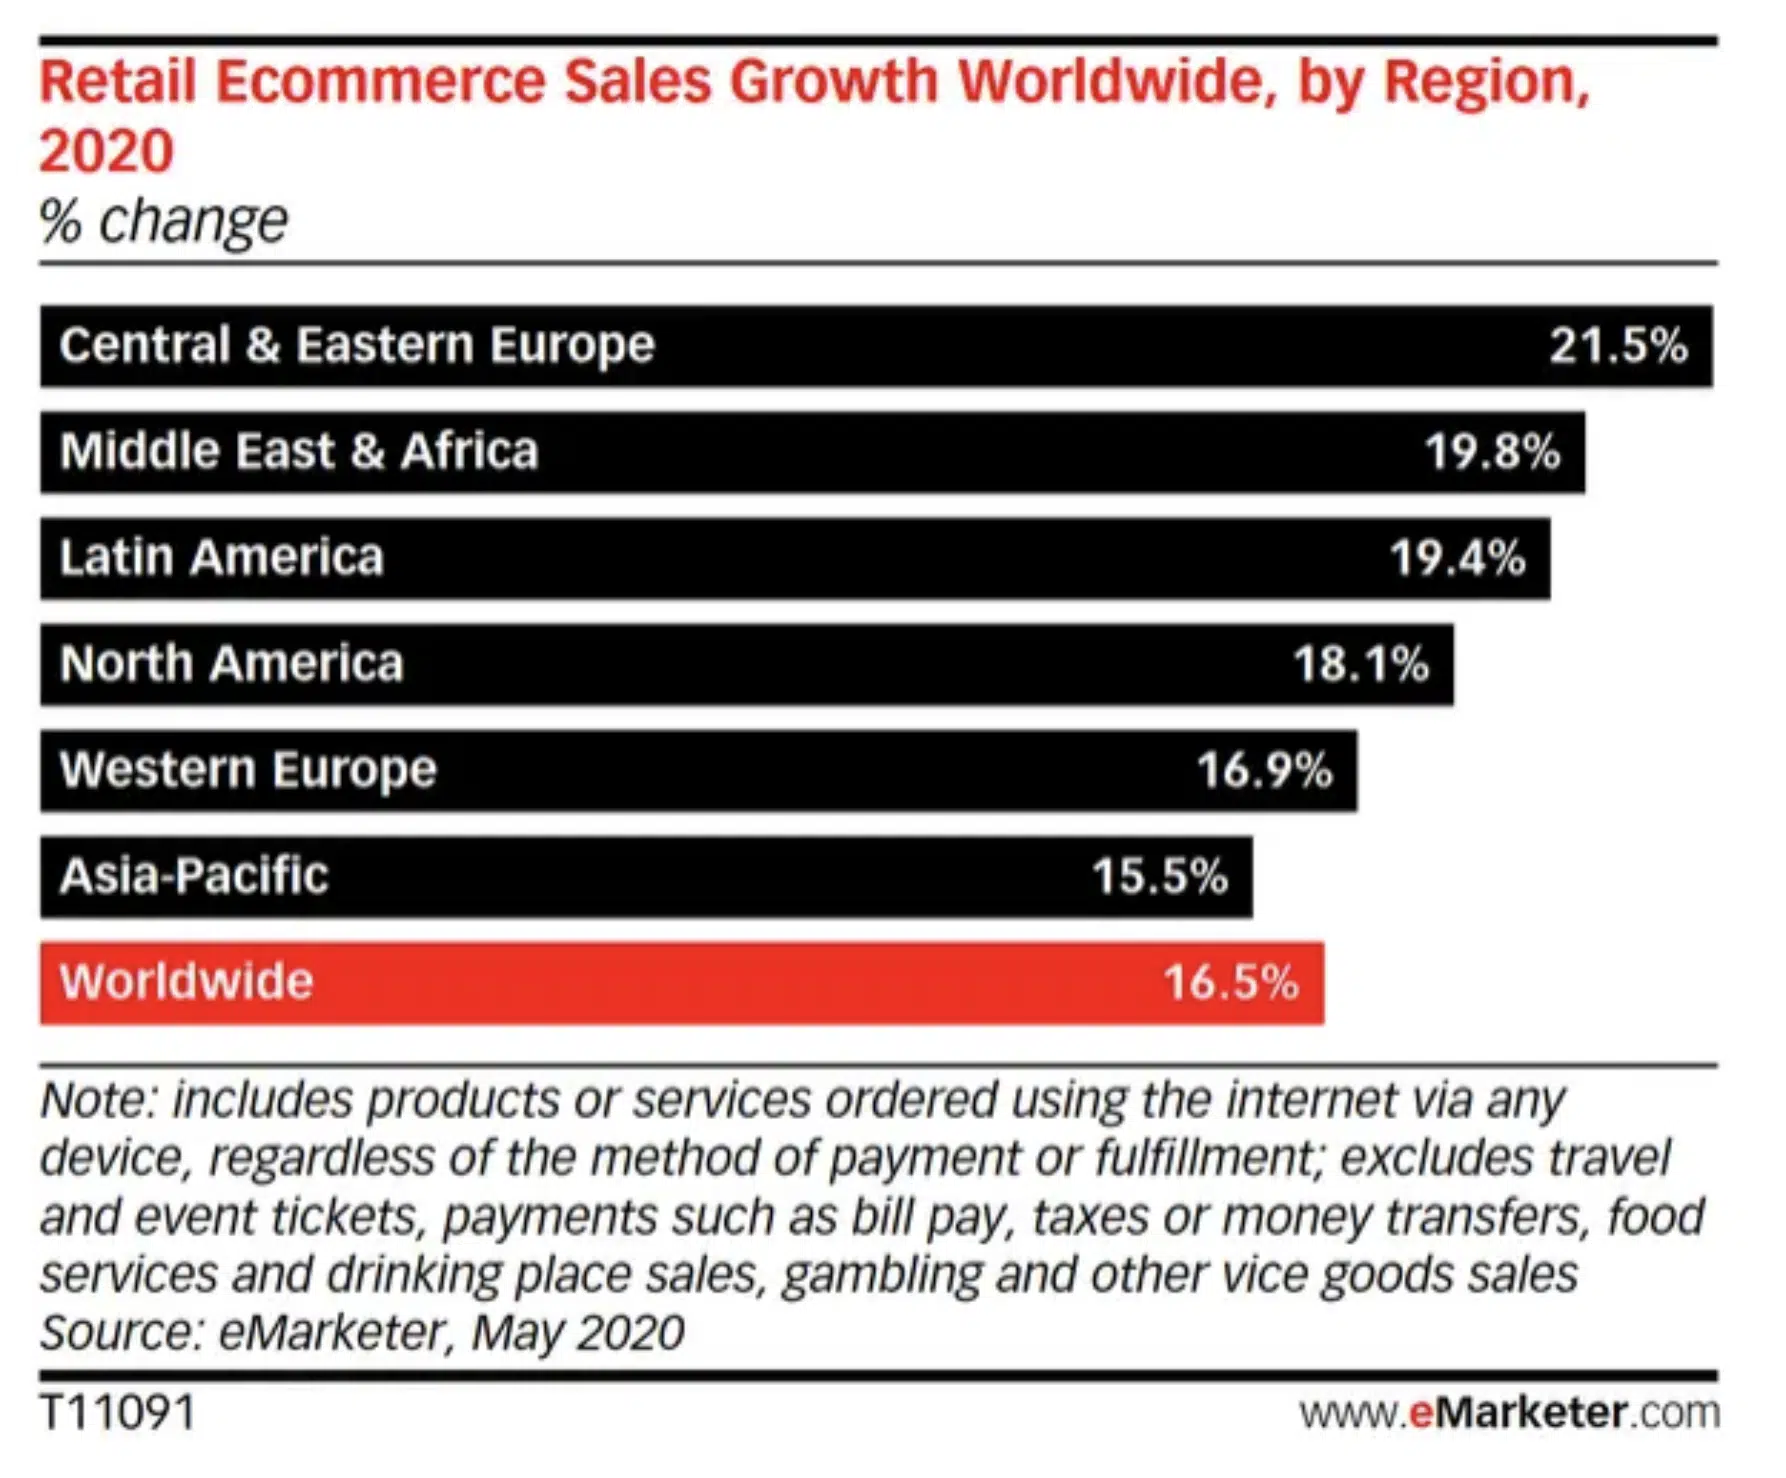 Retail Ecommerce Sales Growth Worldwide, by Region,
2020
% change
Central & Eastern Europe 21.5%
Middle East & Africa 19.8%
Latin America 19.4%
North America 18.1%
Western Europe 16.9%
Asia-Pacific 15.5%
Worldwide 16.5%
Note: includes products or services ordered using the internet via any
device, regardless of the method of payment or fulfillment; excludes travel
and event tickets, payments such as bill pay, taxes or money transfers, food
services and drinking place sales, gambling and other vice goods sales
Source: eMarketer, May 2020
T11091 www.eMarketer.com